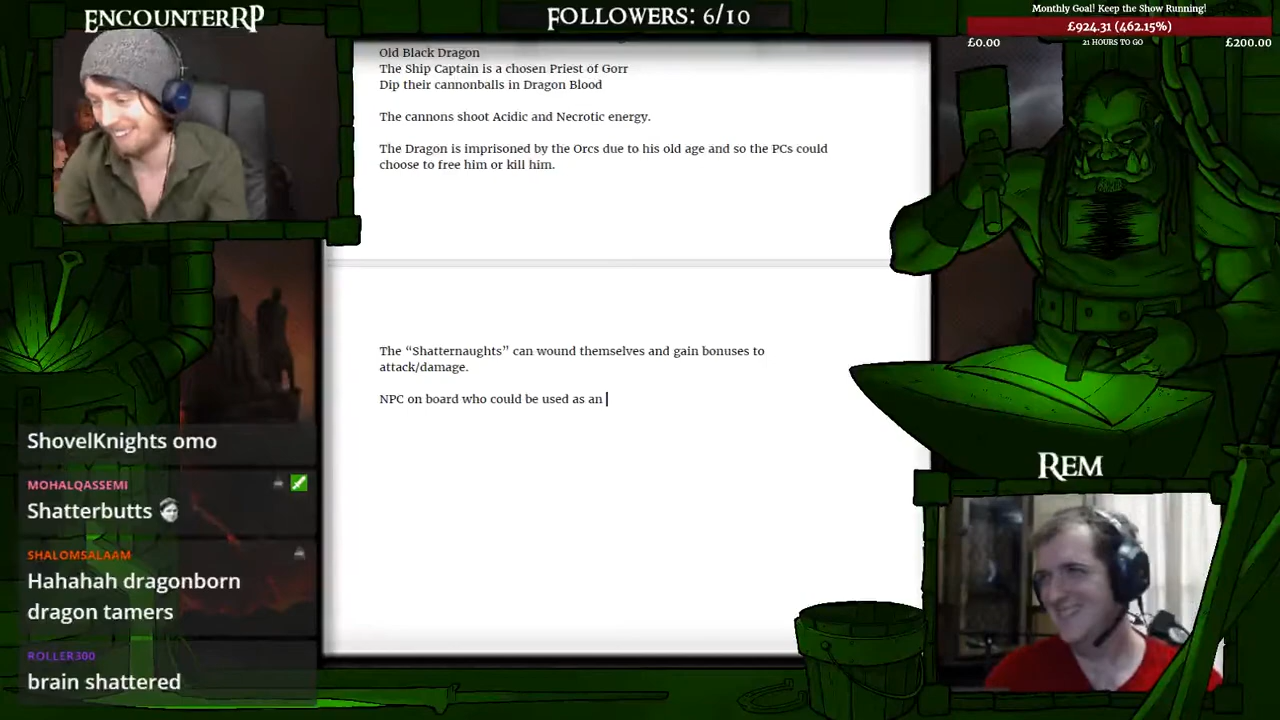 EncounterRP
Followers: 6/10
Monthly Goal! Keep the Show Running!
£924.31 (462.15%)
£0.00
21 HOURS TO GO
£200.00
Old Black Dragon
The Ship Captain is a chosen Priest of Gorr
Dip their cannonballs in Dragon Blood
The cannons shoot Acidic and Necrotic energy.
The Dragon is imprisoned by the Orcs due to his old age and so the PCs could
choose to free him or kill him.
The “Shatternaughts” can wound themselves and gain bonuses to
attack/damage.
NPC on board who could be used as an
ShovelKnights omo
MOHALQASSEMI
Shatterbutts
SHALOMSALAAM
Hahahah dragonborn
dragon tamers
ROLLER300
brain shattered
Rem